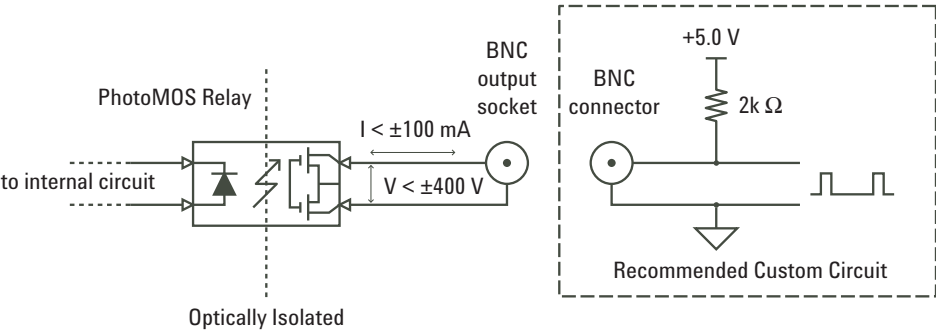 PhotoMOS Relay
to internal circuit
Optically Isolated
I < ±100 mA
V < ±400 V
BNC
output
socket
BNC
connector
+5.0 V
2k Ω
Recommended Custom Circuit